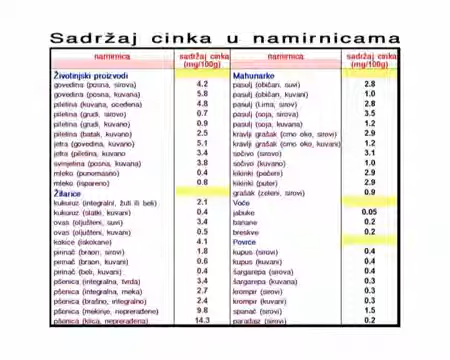 Sadržaj cinka u namirnicama
namirnica sadržaj cinka (mg/100g) namirnica sadržaj cinka (mg/100g)
Životinjski proizvodi Mahunarke
govedina (posna, sirova) 4.2 pasulj (običan, suvi) 2.8
govedina (posna, kuvana) 5.8 pasulj (običan, kuvani) 1.0
piletina (kuvana, oceđena) 4.8 pasulj (Lima, sirov) 2.8
piletina (grudi, sirovo) 0.7 pasulj (soja, sirova) 3.5
piletina (grudi, kuvano) 0.9 pasulj (soja, kuvana) 1.2
piletina (batak, kuvano) 2.5 kravlji grašak (crno oko, sirovi) 2.9
jetra (govedina, kuvano) 5.1 kravlji grašak (crno oko, kuvano) 1.2
jetra (piletina, kuvano 3.4 sočivo (sirovo) 3.1
svinjetina (posna, kuvana) 3.8 sočivo (kuvano) 1.0
mleko (punomasno) 0.4 kikiriki (pečeni) 2.9
mleko (ispareno) 0.8 kikiriki (puter) 2.9
Žitarice grašak (zeleni, sirovi) 0.9
kukuruz (integralni, žuti ili beli) 2.1 Voće
kukuruz (slatki, kuvani) 0.4 jabuke 0.05
ovas (oljušteni, suvi) 3.4 banane 0.2
ovas (oljušteni, kuvani) 0.5 breskve 0.2
kokice (iskokane) 4.1 Povrće
pirinač (braon, sirovi) 1.8 kupus (sirovi) 0.4
pirinač (braon, kuvani) 0.6 kupus (kuvani) 0.4
pirinač (beli, kuvani) 0.4 šargarepa (sirova) 0.4
pšenica (integralna, tvrda) 3.4 šargarepa (kuvana) 0.3
pšenica (integralna, meka) 2.7 krompir (sirovi) 0.3
pšenica (brašno, integralno) 2.4 krompir (kuvani) 0.3
pšenica (mekinje, neprerađene) 9.8 spanać (sirovi) 1.5
pšenica (klica, neprerađena) 14.3 paradajz (sirovi) 0.2